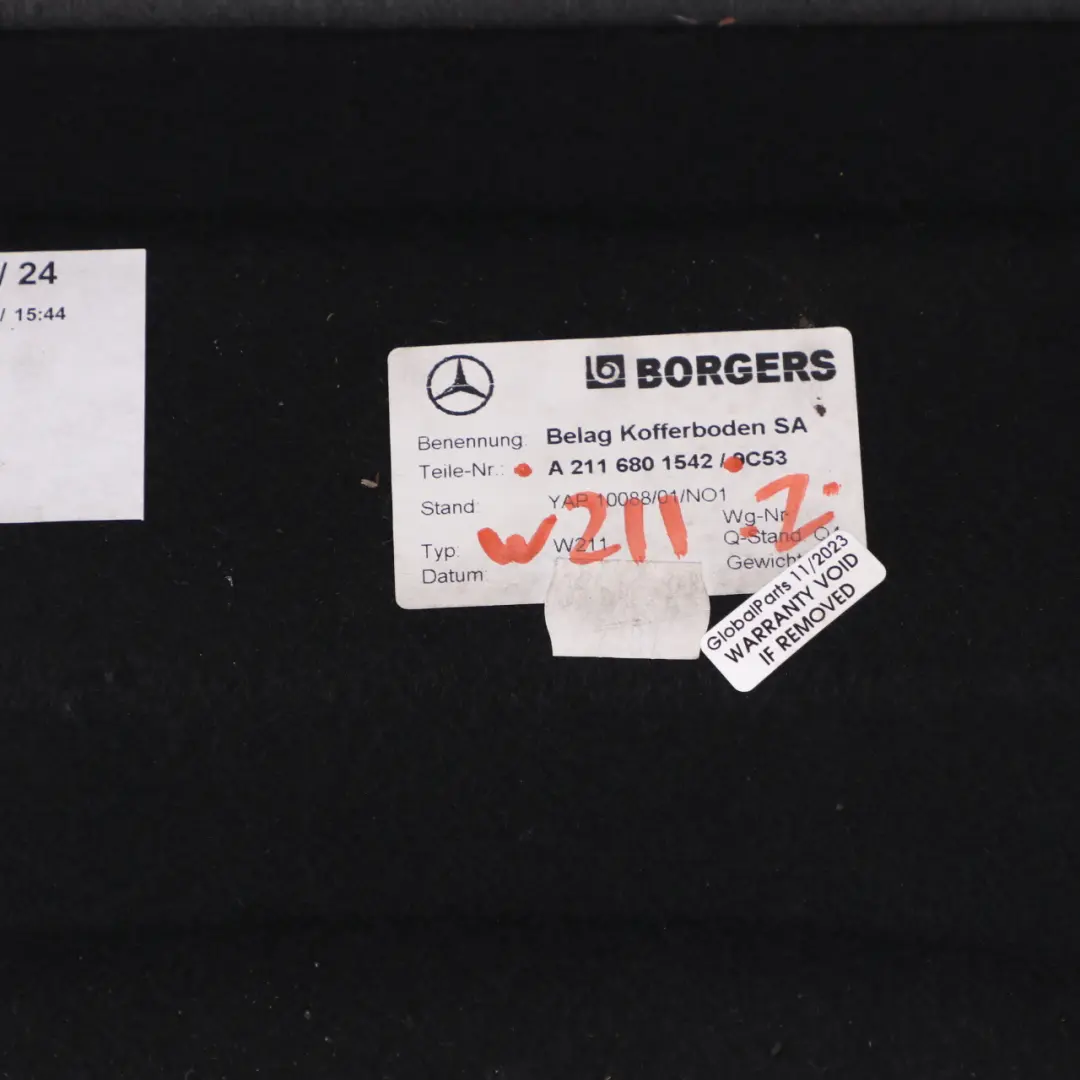 / 24
/ 15:44
BORGERS
Benennung: Belag Kofferboden SA
Teile-Nr.: A 211 680 1542 / 9C53
Stand: YAP 10088/01/NO1
Wg-Nr
Typ: W211
Q-Stand:
Datum:
Gewicht
W211 .Z.
GlobalParts 11/2023
WARRANTY VOID
IF REMOVED